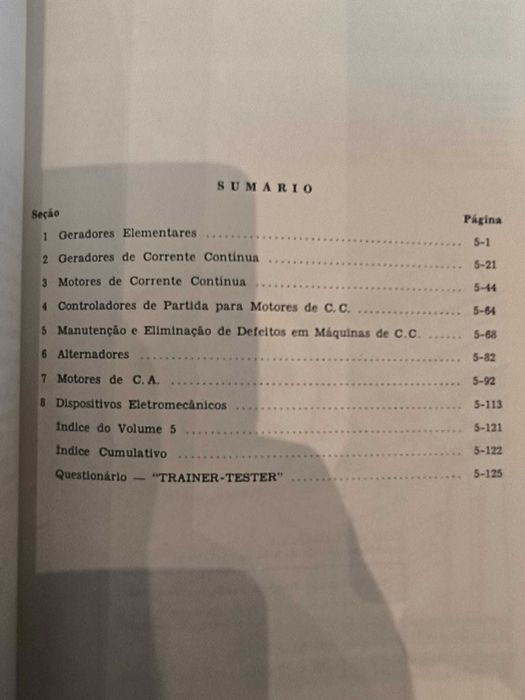 SUMÁRIO
Seção Página
1 Geradores Elementares ................................................ 5-1
2 Geradores de Corrente Contínua ................................... 5-21
3 Motores de Corrente Contínua ...................................... 5-44
4 Controladores de Partida para Motores de C.C. .................. 5-64
5 Manutenção e Eliminação de Defeitos em Máquinas de C.C. ...... 5-68
6 Alternadores ........................................................... 5-82
7 Motores de C.A. ....................................................... 5-92
8 Dispositivos Eletromecânicos ........................................ 5-113
Índice do Volume 5 ................................................... 5-121
Índice Cumulativo ..................................................... 5-122
Questionário — "TRAINER-TESTER" ................................ 5-125